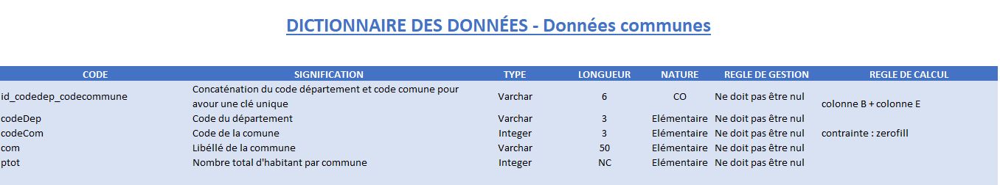 DICTIONNAIRE DES DONNÉES - Données communes
CODE SIGNIFICATION TYPE LONGUEUR NATURE REGLE DE GESTION REGLE DE CALCUL
id_codedep_codecommune Concaténation du code département et code comune pour avour une clé unique Varchar 6 CO Ne doit pas être nul colonne B + colonne E
codeDep Code du département Varchar 3 Elémentaire Ne doit pas être nul
codeCom Code de la comune Integer 3 Elémentaire Ne doit pas être nul contrainte : zerofill
com Libéllé de la commune Varchar 50 Elémentaire Ne doit pas être nul
ptot Nombre total d'habitant par commune Integer NC Elémentaire Ne doit pas être nul